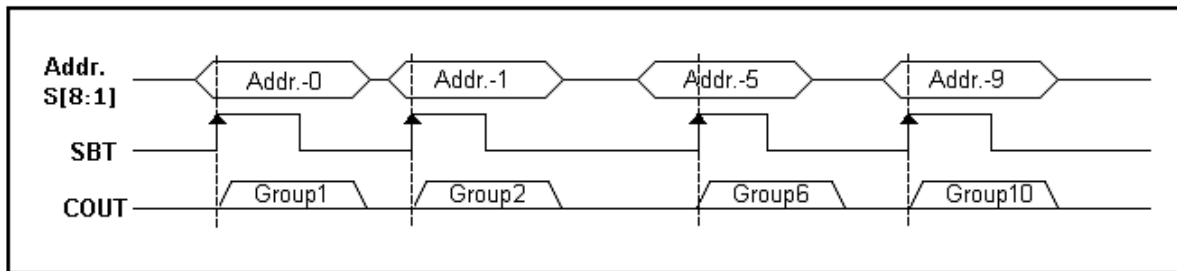 Addr.
S[8:1]
Addr.-0 Addr.-1 Addr.-5 Addr.-9
SBT
COUT
Group1 Group2 Group6 Group10